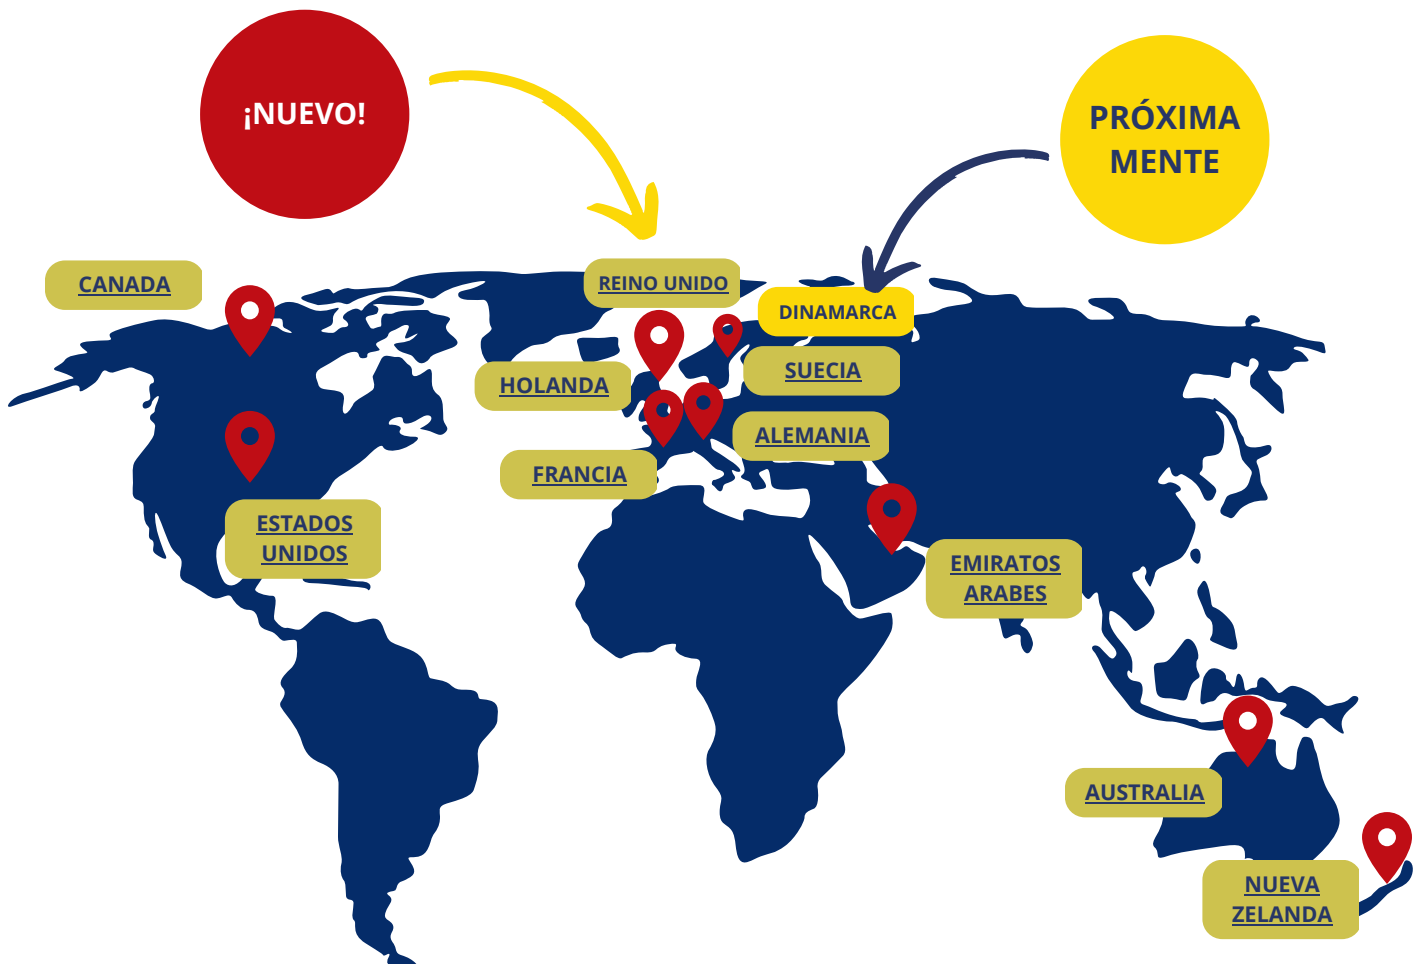 ¡NUEVO!
PRÓXIMA
MENTE
CANADA
REINO UNIDO
DINAMARCA
HOLANDA
SUECIA
ALEMANIA
FRANCIA
ESTADOS
UNIDOS
EMIRATOS
ARABES
AUSTRALIA
NUEVA
ZELANDA